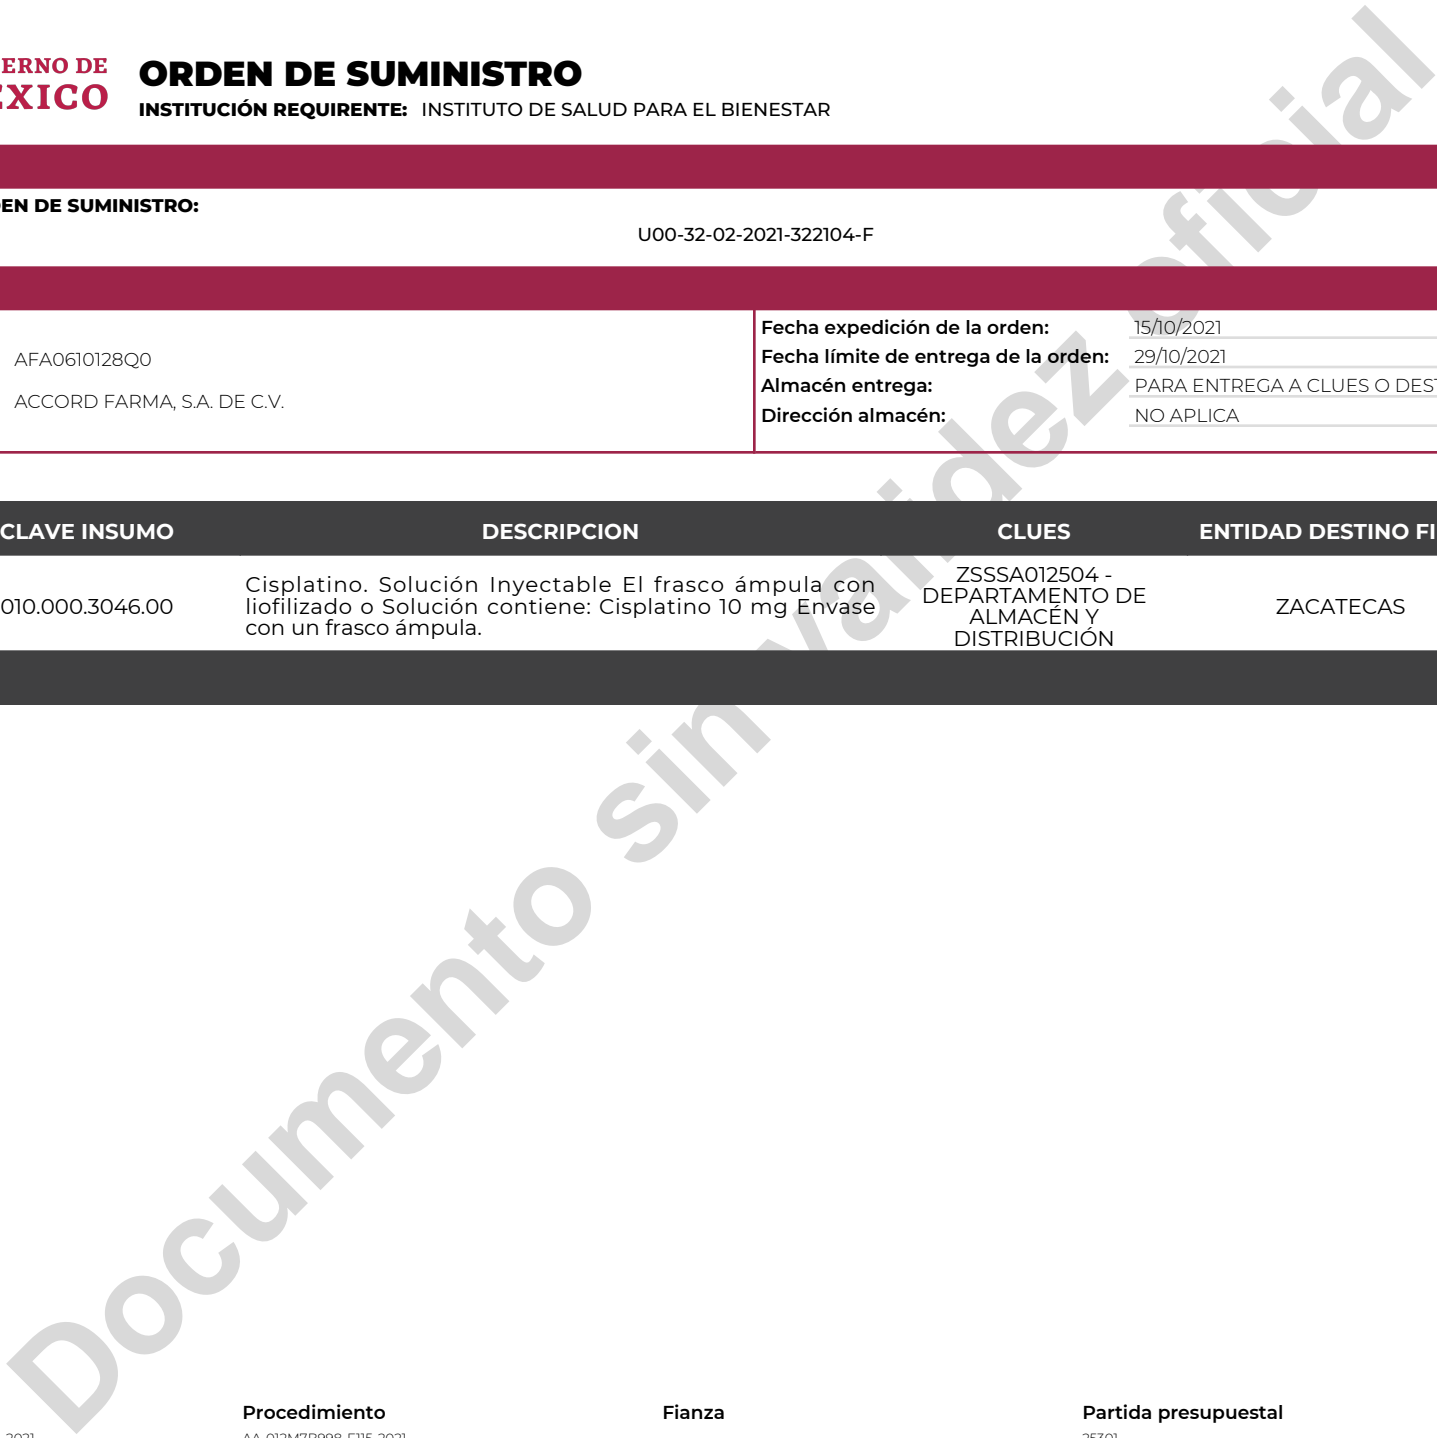 ERNO DE
EXICO
ORDEN DE SUMINISTRO
INSTITUCIÓN REQUIRENTE: INSTITUTO DE SALUD PARA EL BIENESTAR
EN DE SUMINISTRO:
U00-32-02-2021-322104-F
AFA0610128Q0
ACCORD FARMA, S.A. DE C.V.
Fecha expedición de la orden: 15/10/2021
Fecha límite de entrega de la orden: 29/10/2021
Almacén entrega: PARA ENTREGA A CLUES O DEST
Dirección almacén: NO APLICA
CLAVE INSUMO DESCRIPCION CLUES ENTIDAD DESTINO FI
010.000.3046.00
Cisplatino. Solución Inyectable El frasco ámpula con
liofilizado o Solución contiene: Cisplatino 10 mg Envase
con un frasco ámpula.
ZSSSA012504 -
DEPARTAMENTO DE
ALMACÉN Y
DISTRIBUCIÓN
ZACATECAS
Documento sin validez oficial
Procedimiento Fianza Partida presupuestal